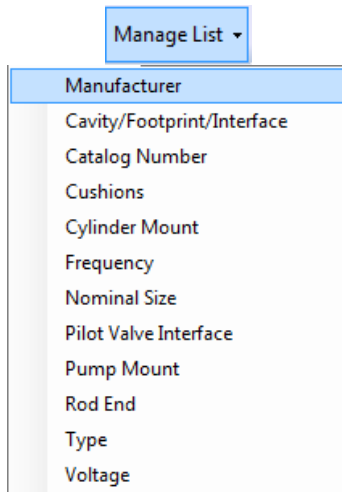 Manage List
Manufacturer
Cavity/Footprint/Interface
Catalog Number
Cushions
Cylinder Mount
Frequency
Nominal Size
Pilot Valve Interface
Pump Mount
Rod End
Type
Voltage